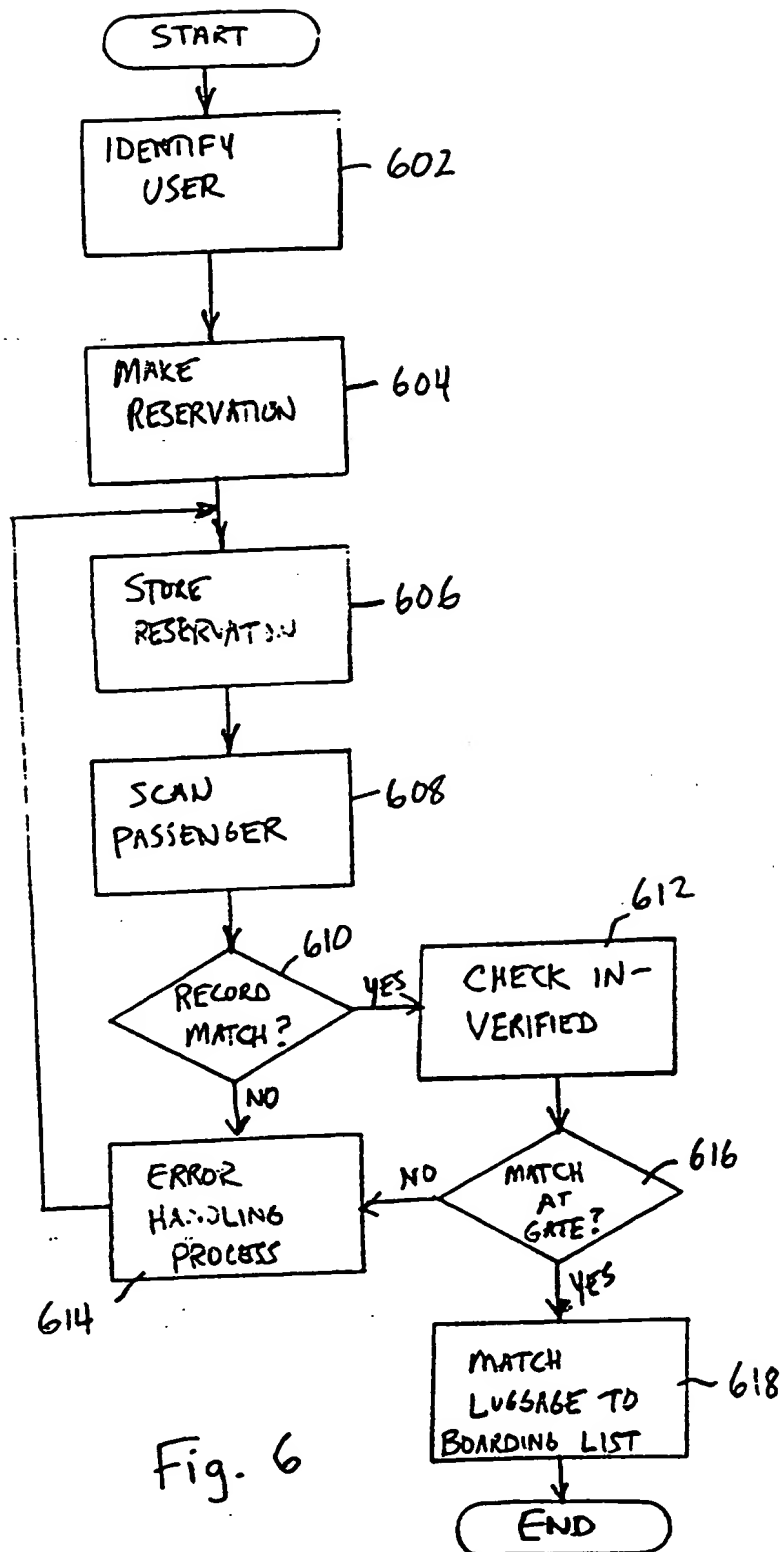 START
IDENTIFY
USER
602
MAKE
RESERVATION
604
STORE
RESERVATION
606
SCAN
PASSENGER
608
RECORD
MATCH?
610
YES
CHECK IN-
VERIFIED
612
NO
ERROR
HANDLING
PROCESS
614
NO
MATCH
AT
GATE?
616
YES
MATCH
LUGGAGE TO
BOARDING LIST
618
END
Fig. 6